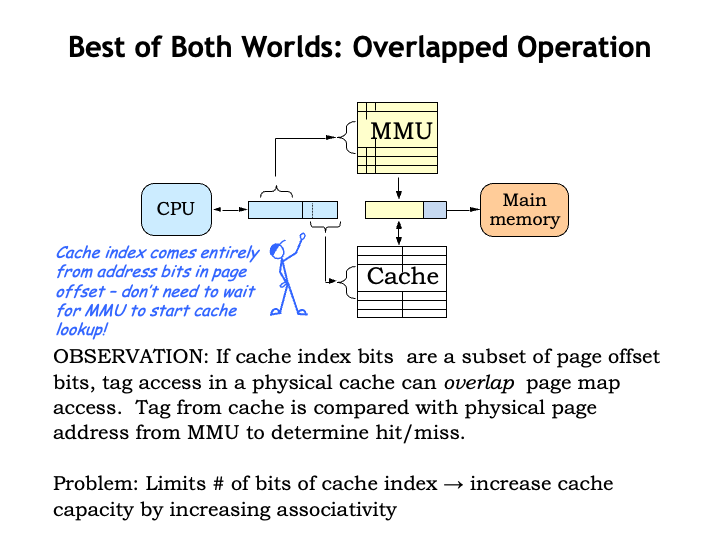 Best of Both Worlds: Overlapped Operation
MMU
CPU
Main
memory
Cache index comes entirely
from address bits in page
offset – don't need to wait
for MMU to start cache
lookup!
Cache
OBSERVATION: If cache index bits are a subset of page offset
bits, tag access in a physical cache can overlap page map
access. Tag from cache is compared with physical page
address from MMU to determine hit/miss.
Problem: Limits # of bits of cache index → increase cache
capacity by increasing associativity